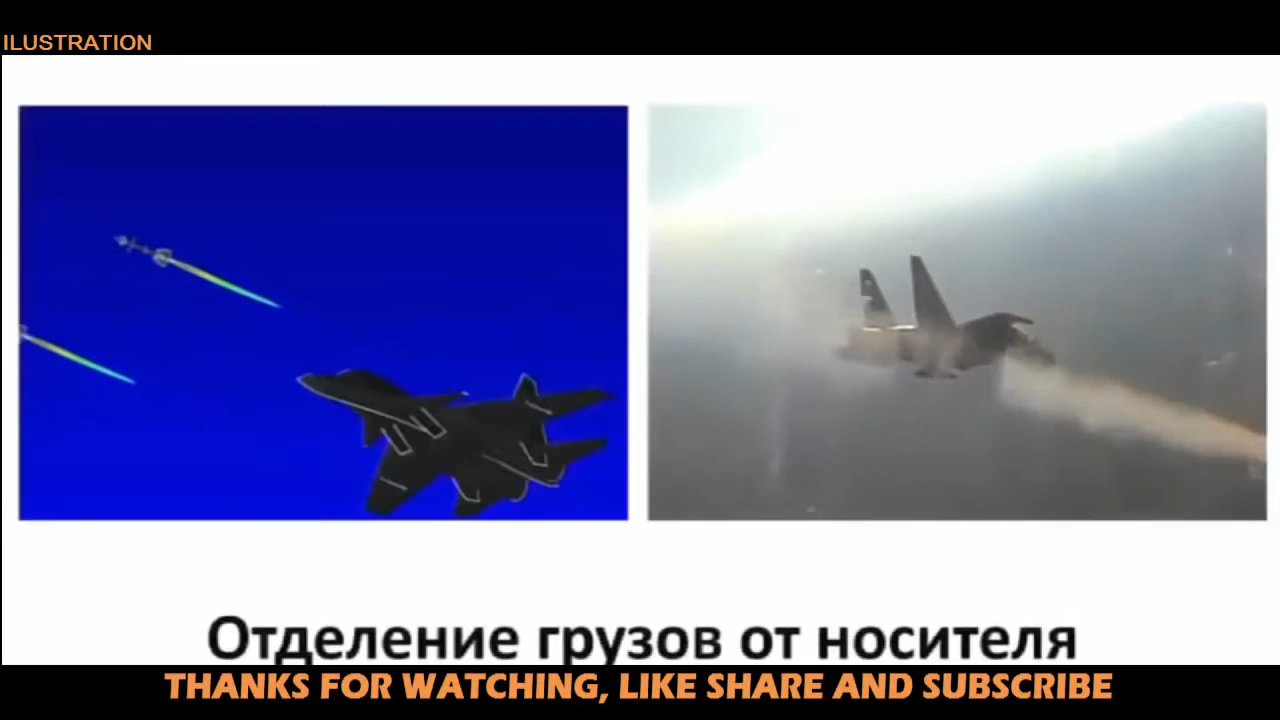 ILUSTRATION
Отделение грузов от носителя
THANKS FOR WATCHING, LIKE SHARE AND SUBSCRIBE